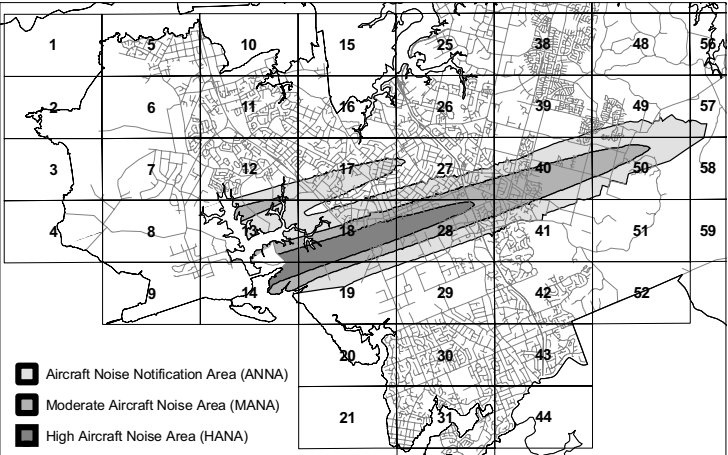 1 5 10 15 25 38 48 56
2 6 11 16 26 39 49 57
3 7 12 17 27 40 50 58
4 8 13 18 28 41 51 59
9 14 19 29 42 52
20 30 43
21 31 44
Aircraft Noise Notification Area (ANNA)
Moderate Aircraft Noise Area (MANA)
High Aircraft Noise Area (HANA)